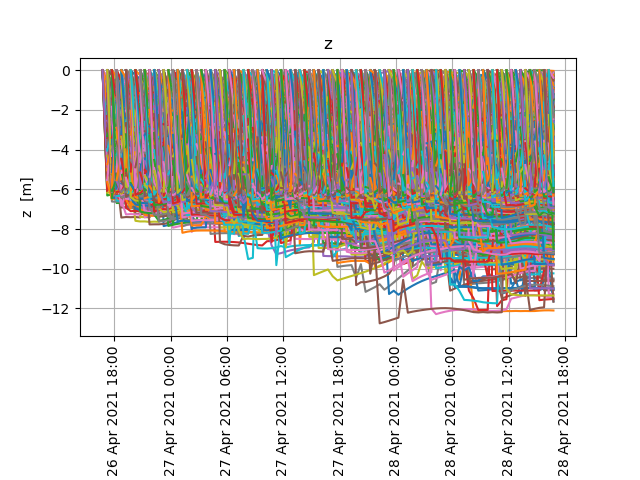 z
0
−2
−4
−6
−8
−10
−12
z [m]
26 Apr 2021 18:00
27 Apr 2021 00:00
27 Apr 2021 06:00
27 Apr 2021 12:00
27 Apr 2021 18:00
28 Apr 2021 00:00
28 Apr 2021 06:00
28 Apr 2021 12:00
28 Apr 2021 18:00